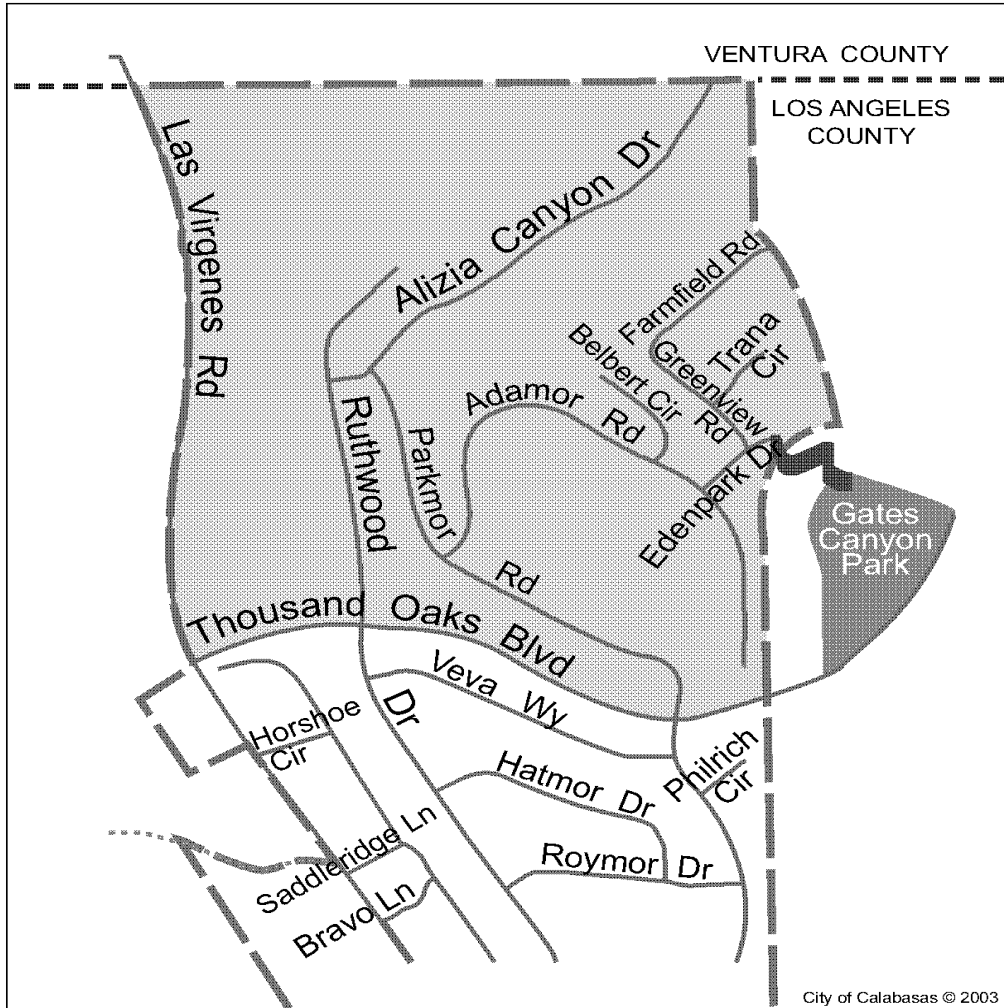 VENTURA COUNTY
LOS ANGELES
COUNTY
Las Virgenes Rd
Alizia Canyon Dr
Farmfield Rd
Trana
Cir
Belbert Cir
Greenview
Rd
Adamor Rd
Ruthwood
Parkmor
Edenpark Dr
Gates
Canyon
Park
Rd
Thousand Oaks Blvd
Veva Wy
Dr
Horshoe
Cir
Hatmor Dr
Philrich
Cir
Saddleridge Ln
Roymor Dr
Bravo Ln
City of Calabasas © 2003